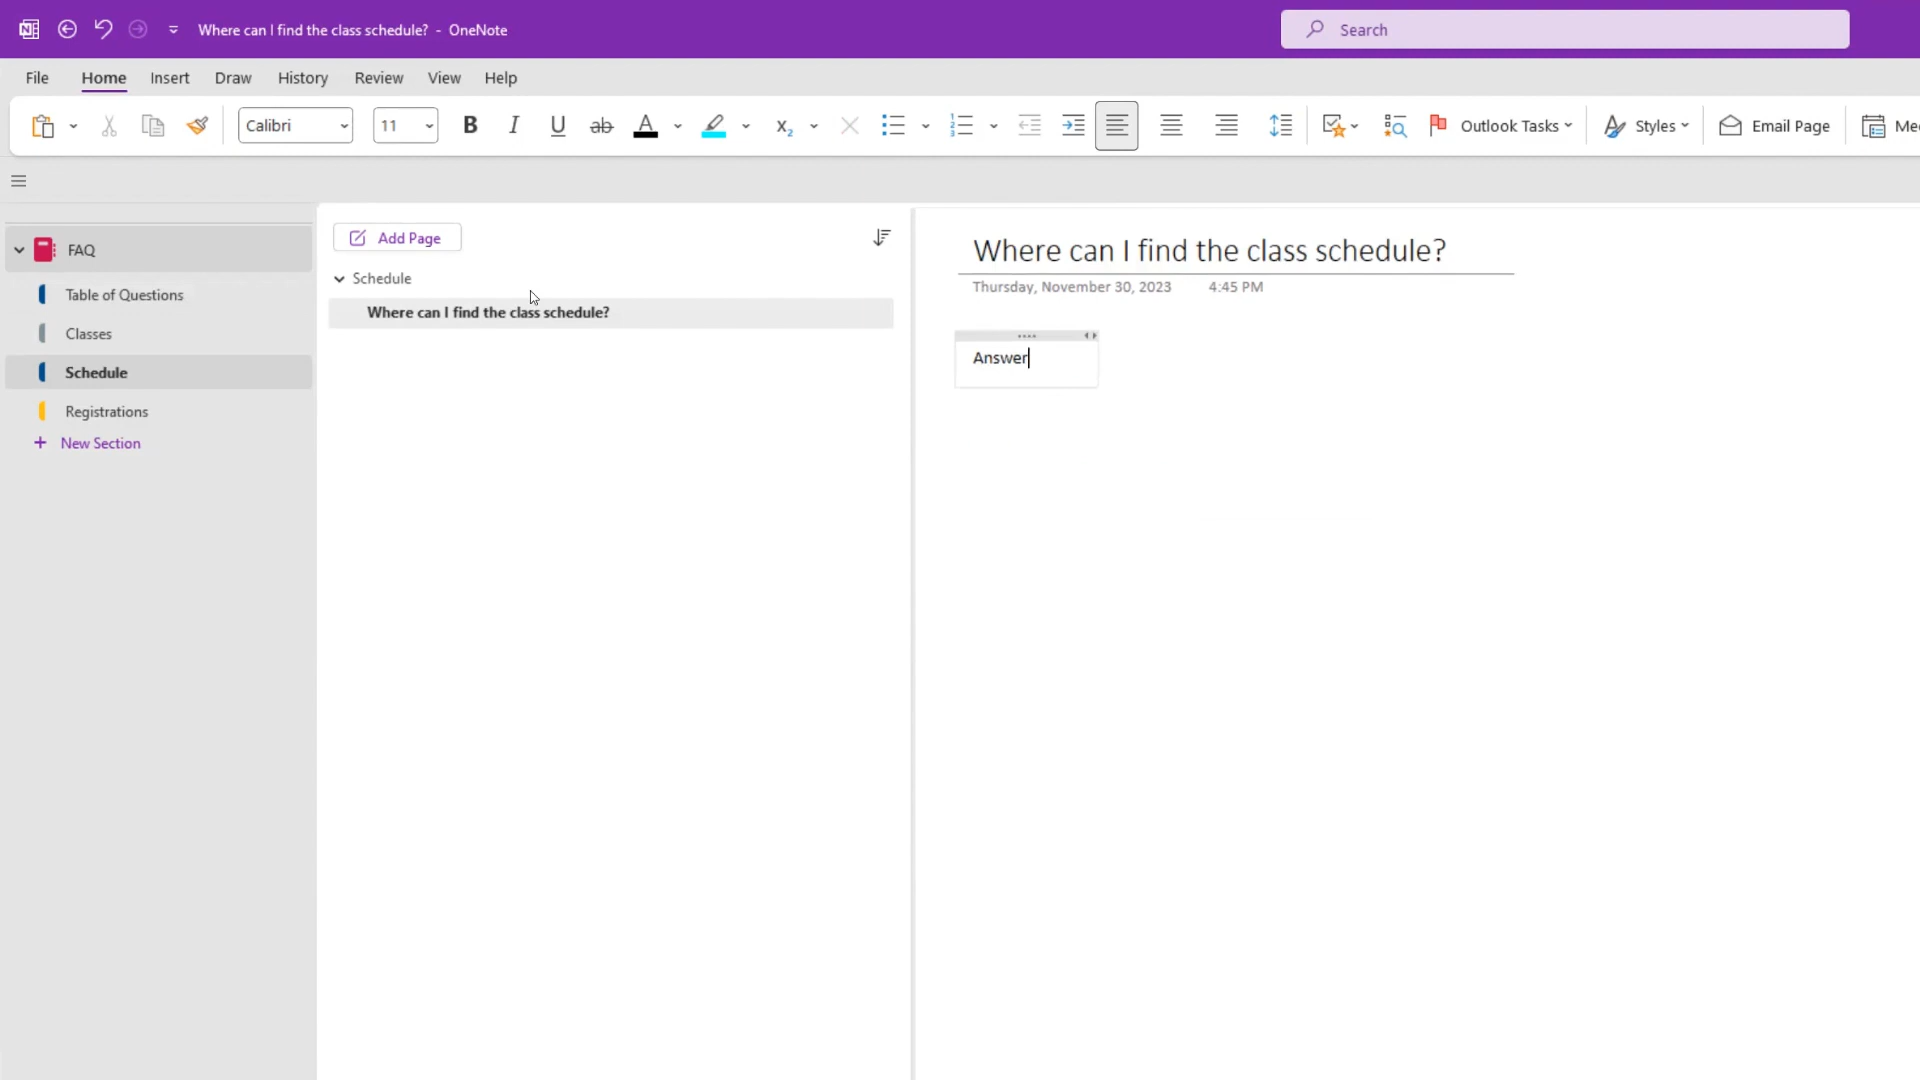 Where can I find the class schedule? - OneNote
Search
File Home Insert Draw History Review View Help
Calibri 11 Outlook Tasks Styles Email Page
Add Page
FAQ
Table of Questions
Classes
Schedule
Registrations
New Section
Schedule
Where can I find the class schedule?
Where can I find the class schedule?
Thursday, November 30, 2023 4:45 PM
Answer